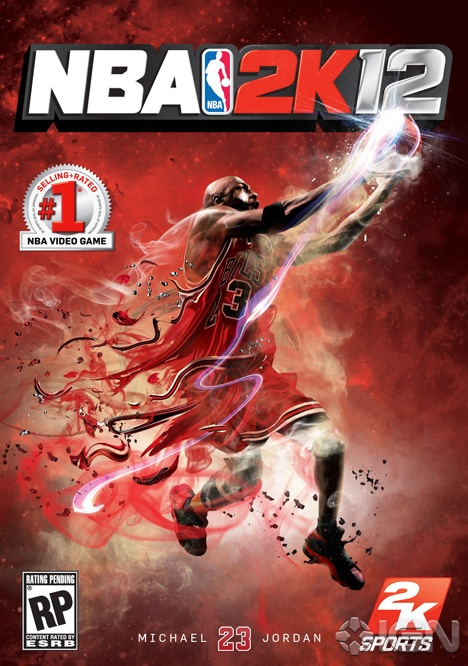 NBA 2K12
NBA
SELLING+RATED
#1
NBA VIDEO GAME
BULLS
23
RATING PENDING
RP
CONTENT RATED BY
ESRB
MICHAEL 23 JORDAN
2K
SPORTS
IGN